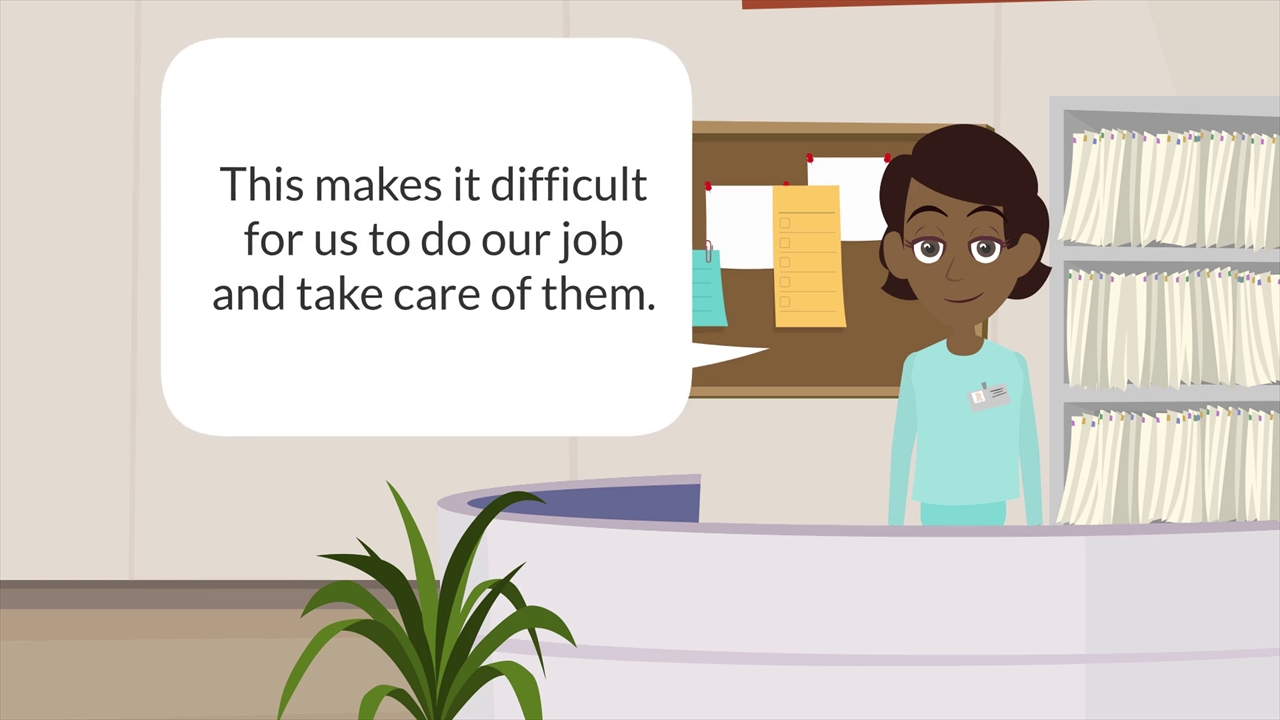 This makes it difficult
for us to do our job
and take care of them.